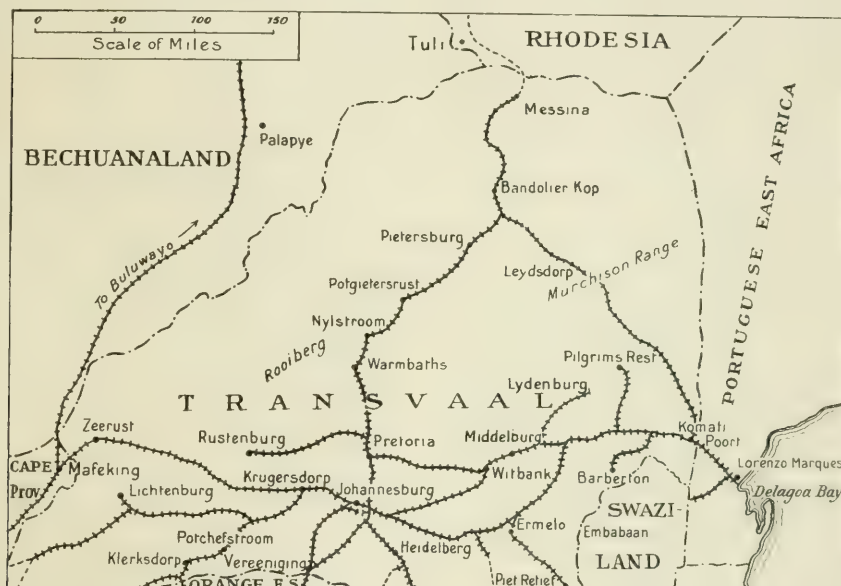 0 50 100 150
Scale of Miles
Tuli
RHODESIA
Messina
Palapye
BECHUANALAND
Bandolier Kop
To Buluwayo
Pietersburg
Leydsdorp
Murchison Range
PORTUGUESE EAST AFRICA
Potgietersrust
Nylstroom
Rooiberg
Warmbaths
Pilgrims Rest
Lydenburg
TRANSVAAL
Zeerust
Rustenburg
Pretoria
Middelburg
Komati
Poort
CAPE
Prov.
Mafeking
Witbank
Barberton
Lorenzo Marques
Delagoa Bay
Lichtenburg
Krugersdorp
Johannesburg
SWAZI-
LAND
Potchefstroom
Ermelo
Embabaan
Klerksdorp
Vereeniging
Heidelberg
ORANGE F.S.
Piet Retief